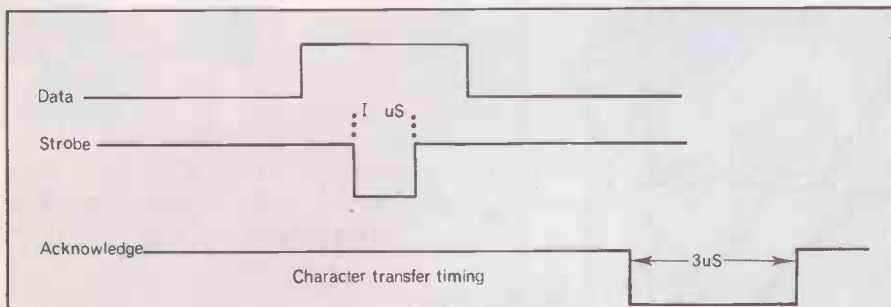 Data
I uS
Strobe
Acknowledge
3uS
Character transfer timing